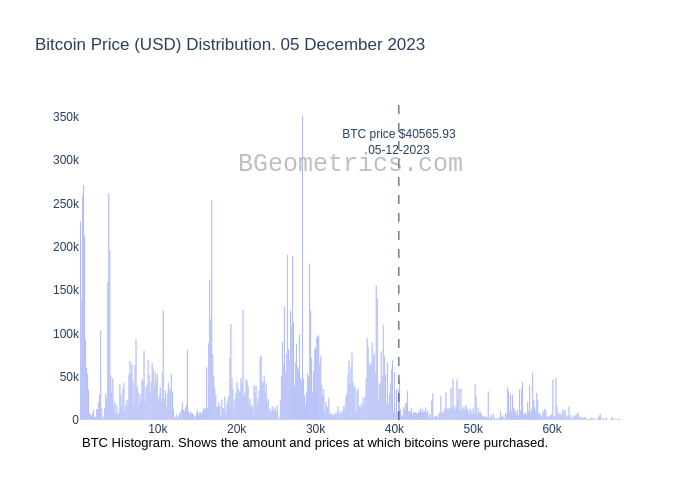 Bitcoin Price (USD) Distribution. 05 December 2023
350k
BTC price $40565.93
05-12-2023
300k
BGeometrics.com
250k
200k
150k
100k
50k
0
10k 20k 30k 40k 50k 60k
BTC Histogram. Shows the amount and prices at which bitcoins were purchased.